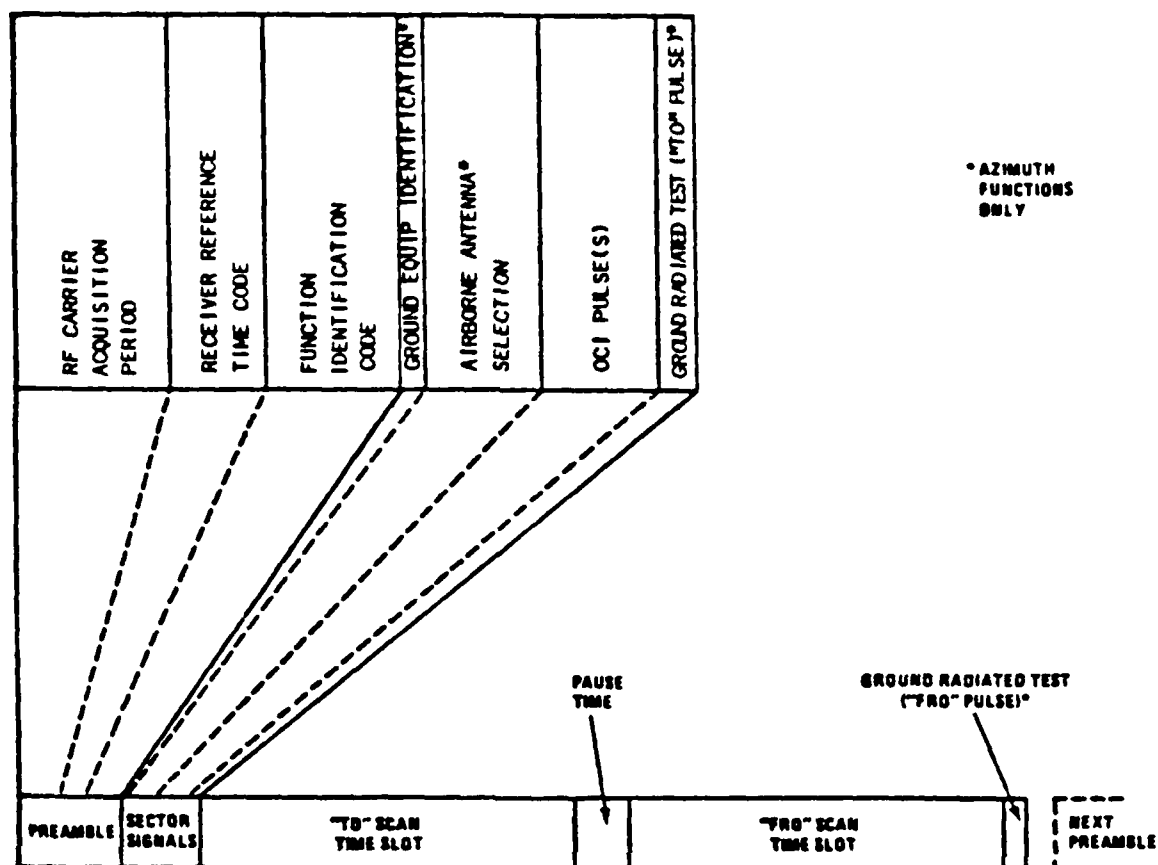 RF CARRIER
ACQUISITION
PERIOD
RECEIVER REFERENCE
TIME CODE
FUNCTION
IDENTIFICATION
CODE
GROUND EQUIP IDENTIFICATION*
AIRBORNE ANTENNA*
SELECTION
OCI PULSE(S)
GROUND RADIATED TEST ("TO" PULSE)*
* AZIMUTH
FUNCTIONS
ONLY
PAUSE
TIME
GROUND RADIATED TEST
("FRO" PULSE)*
PREAMBLE
SECTOR
SIGNALS
"TO" SCAN
TIME SLOT
"FRO" SCAN
TIME SLOT
NEXT
PREAMBLE